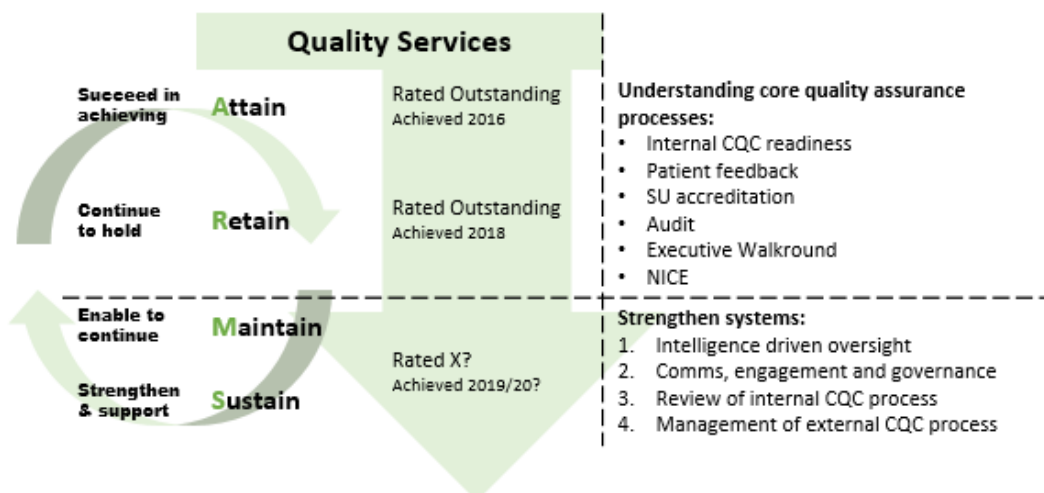 Quality Services
Succeed in
achieving
Attain
Rated Outstanding
Achieved 2016
Continue
to hold
Retain
Rated Outstanding
Achieved 2018
Understanding core quality assurance
processes:
• Internal CQC readiness
• Patient feedback
• SU accreditation
• Audit
• Executive Walkround
• NICE
Enable to
continue
Maintain
Strengthen
& support
Sustain
Rated X?
Achieved 2019/20?
Strengthen systems:
1. Intelligence driven oversight
2. Comms, engagement and governance
3. Review of internal CQC process
4. Management of external CQC process